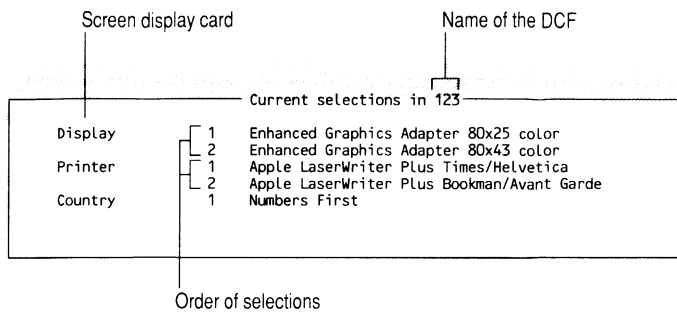 Screen display card
Name of the DCF
Current selections in 123
Display 1 Enhanced Graphics Adapter 80x25 color
2 Enhanced Graphics Adapter 80x43 color
Printer 1 Apple LaserWriter Plus Times/Helvetica
2 Apple LaserWriter Plus Bookman/Avant Garde
Country 1 Numbers First
Order of selections